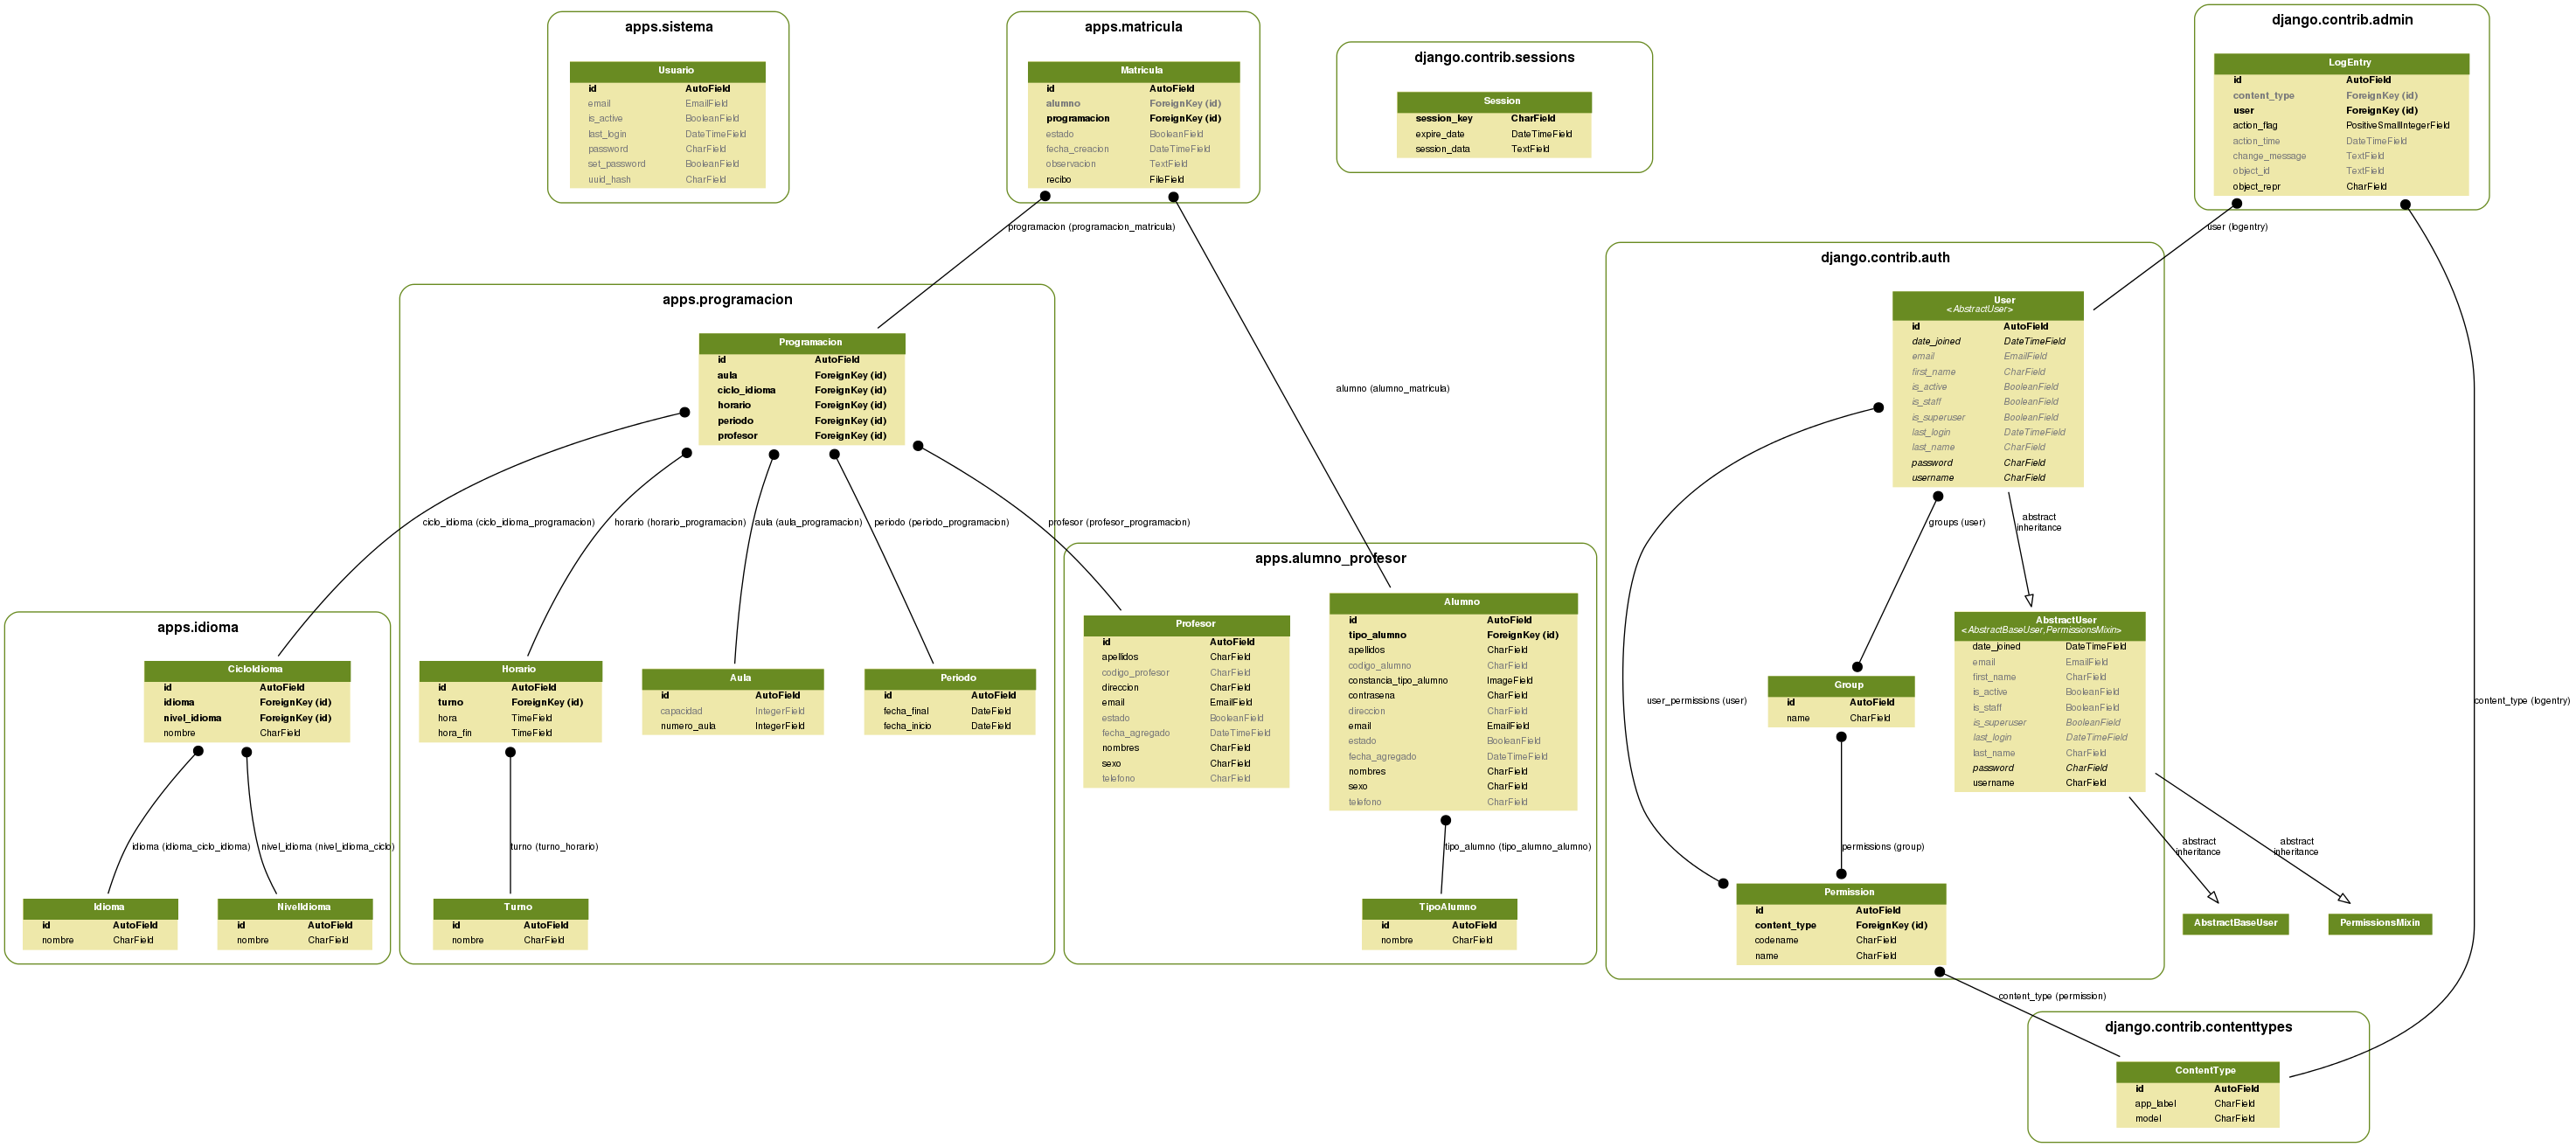 apps.sistema
Usuario
id AutoField
email EmailField
is_active BooleanField
last_login DateTimeField
password CharField
set_password BooleanField
uuid_hash CharField
apps.matricula
Matricula
id AutoField
alumno ForeignKey (id)
programacion ForeignKey (id)
estado BooleanField
fecha_creacion DateTimeField
observacion TextField
recibo FileField
django.contrib.sessions
Session
session_key CharField
expire_date DateTimeField
session_data TextField
django.contrib.admin
LogEntry
id AutoField
content_type ForeignKey (id)
user ForeignKey (id)
action_flag PositiveSmallIntegerField
action_time DateTimeField
change_message TextField
object_id TextField
object_repr CharField
programacion (programacion_matricula)
alumno (alumno_matricula)
user (logentry)
content_type (logentry)
apps.programacion
Programacion
id AutoField
aula ForeignKey (id)
ciclo_idioma ForeignKey (id)
horario ForeignKey (id)
periodo ForeignKey (id)
profesor ForeignKey (id)
ciclo_idioma (ciclo_idioma_programacion)
horario (horario_programacion)
aula (aula_programacion)
periodo (periodo_programacion)
profesor (profesor_programacion)
Horario
id AutoField
turno ForeignKey (id)
hora TimeField
hora_fin TimeField
Aula
id AutoField
capacidad IntegerField
numero_aula IntegerField
Periodo
id AutoField
fecha_final DateField
fecha_inicio DateField
turno (turno_horario)
Turno
id AutoField
nombre CharField
apps.idioma
CicloIdioma
id AutoField
idioma ForeignKey (id)
nivel_idioma ForeignKey (id)
nombre CharField
idioma (idioma_ciclo_idioma)
nivel_idioma (nivel_idioma_ciclo)
Idioma
id AutoField
nombre CharField
NivelIdioma
id AutoField
nombre CharField
apps.alumno_profesor
Profesor
id AutoField
apellidos CharField
codigo_profesor CharField
direccion CharField
email EmailField
estado BooleanField
fecha_agregado DateTimeField
nombres CharField
sexo CharField
telefono CharField
Alumno
id AutoField
tipo_alumno ForeignKey (id)
apellidos CharField
codigo_alumno CharField
constancia_tipo_alumno ImageField
contrasena CharField
direccion CharField
email EmailField
estado BooleanField
fecha_agregado DateTimeField
nombres CharField
sexo CharField
telefono CharField
tipo_alumno (tipo_alumno_alumno)
TipoAlumno
id AutoField
nombre CharField
django.contrib.auth
User
<AbstractUser>
id AutoField
date_joined DateTimeField
email EmailField
first_name CharField
is_active BooleanField
is_staff BooleanField
is_superuser BooleanField
last_login DateTimeField
last_name CharField
password CharField
username CharField
groups (user)
abstract
inheritance
user_permissions (user)
AbstractUser
<AbstractBaseUser,PermissionsMixin>
date_joined DateTimeField
email EmailField
first_name CharField
is_active BooleanField
is_staff BooleanField
is_superuser BooleanField
last_login DateTimeField
last_name CharField
password CharField
username CharField
Group
id AutoField
name CharField
permissions (group)
abstract
inheritance
abstract
inheritance
Permission
id AutoField
content_type ForeignKey (id)
codename CharField
name CharField
AbstractBaseUser
PermissionsMixin
content_type (permission)
django.contrib.contenttypes
ContentType
id AutoField
app_label CharField
model CharField